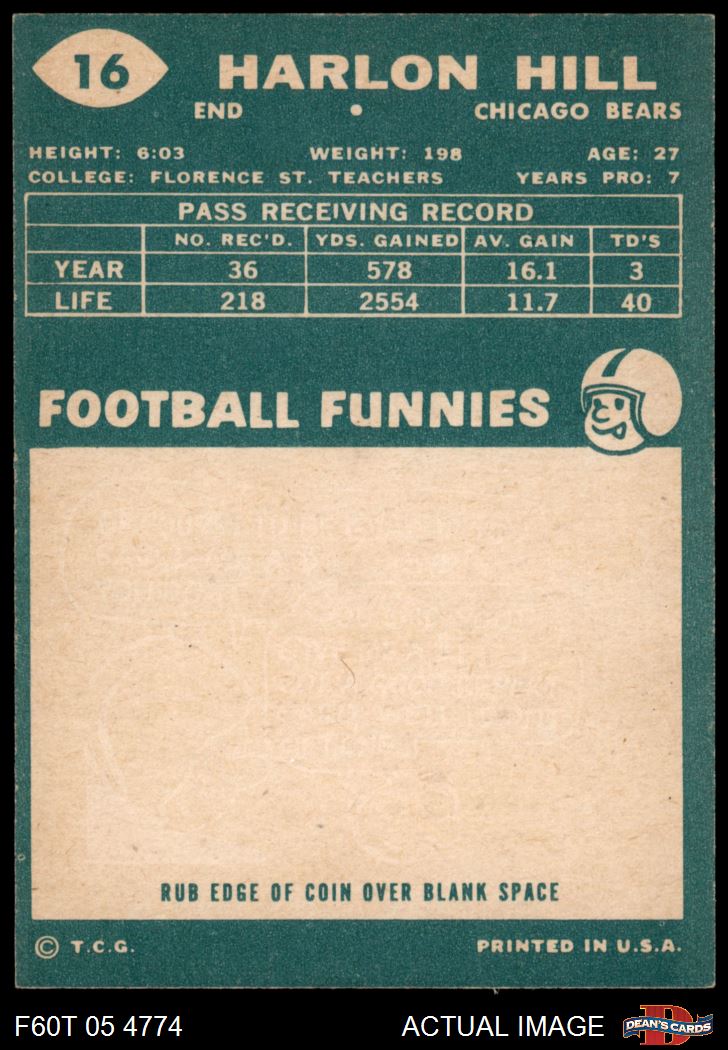 16
HARLON HILL
END • CHICAGO BEARS
HEIGHT: 6:03 WEIGHT: 198 AGE: 27
COLLEGE: FLORENCE ST. TEACHERS YEARS PRO: 7
PASS RECEIVING RECORD
NO. REC'D. YDS. GAINED AV. GAIN TD'S
YEAR 36 578 16.1 3
LIFE 218 2554 11.7 40
FOOTBALL FUNNIES
RUB EDGE OF COIN OVER BLANK SPACE
© T.C.G. PRINTED IN U.S.A.
F60T 05 4774 ACTUAL IMAGE D DEAN'S CARDS